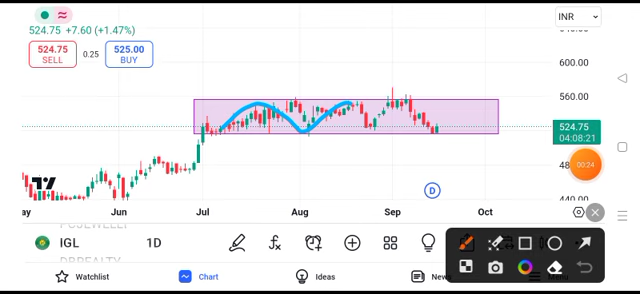 524.75 +7.60 (+1.47%)
INR
524.75
SELL
0.25
525.00
BUY
600.00
560.00
524.75
04:08:21
00:24
440.00
D
Jun
Jul
Aug
Sep
Oct
IGL
1D
Watchlist
Chart
Ideas